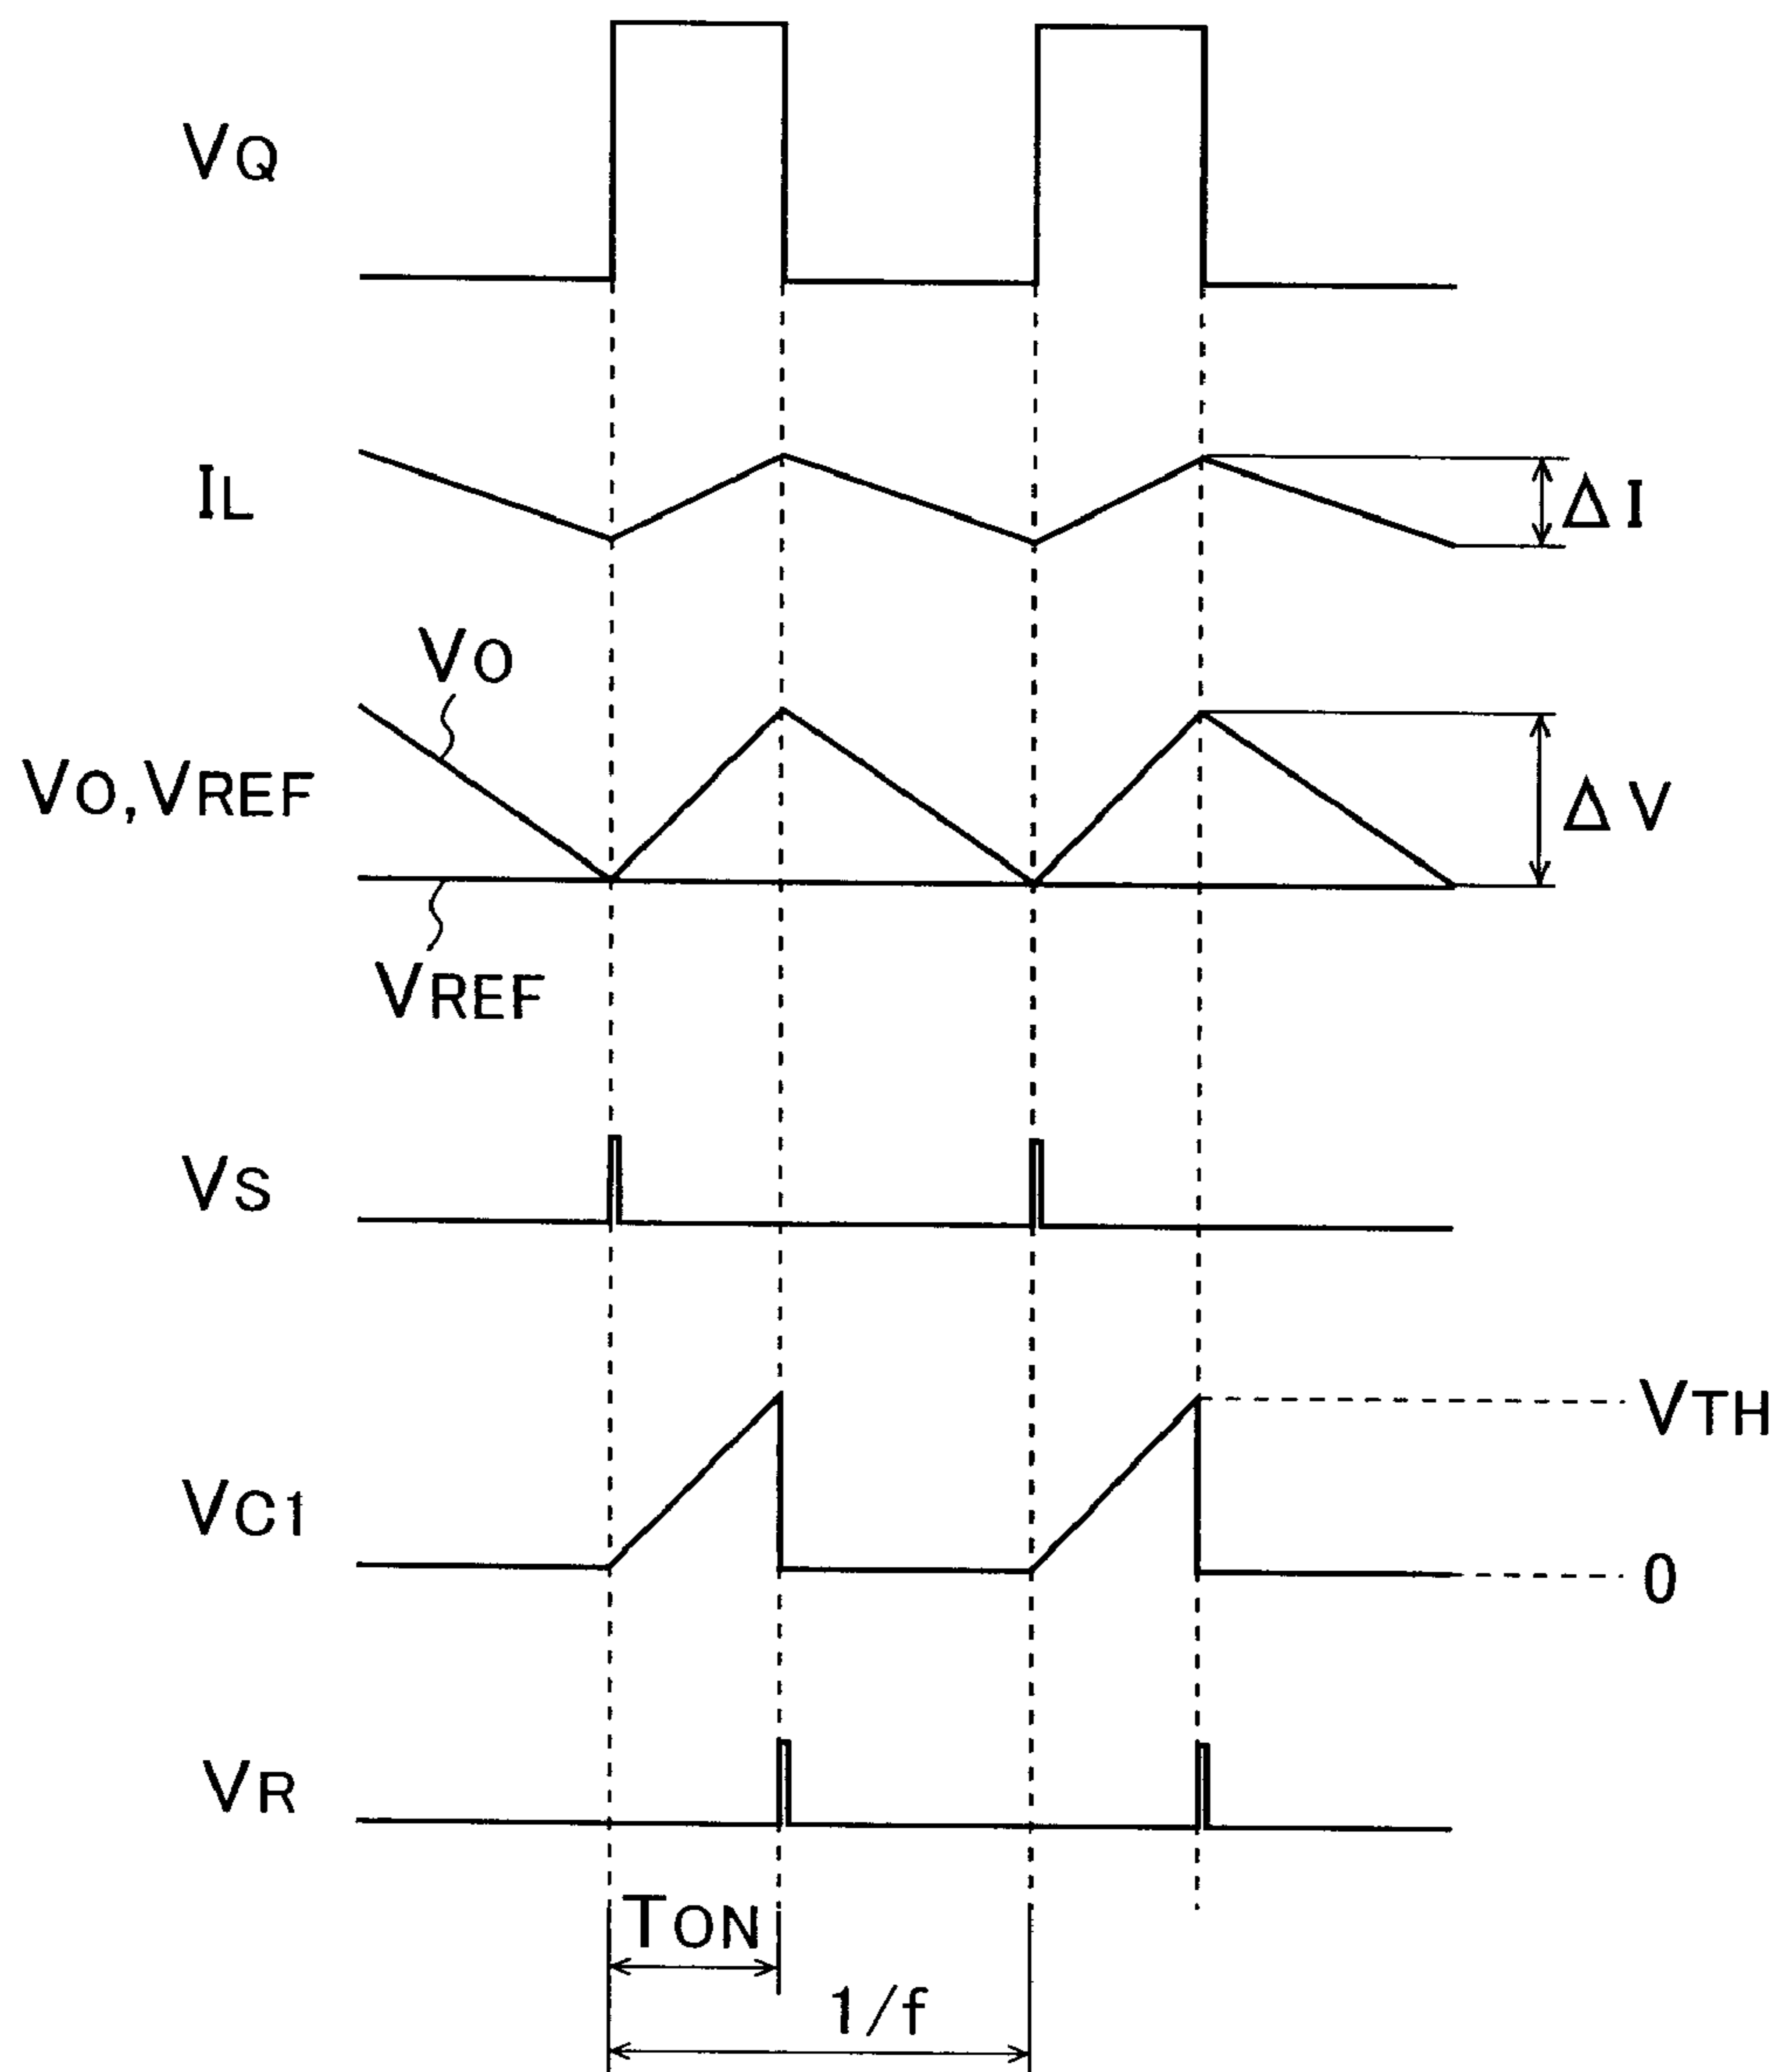 VQ
IL
ΔI
VO
VO,VREF
ΔV
VREF
VS
VTH
VC1
0
VR
TON
1/f